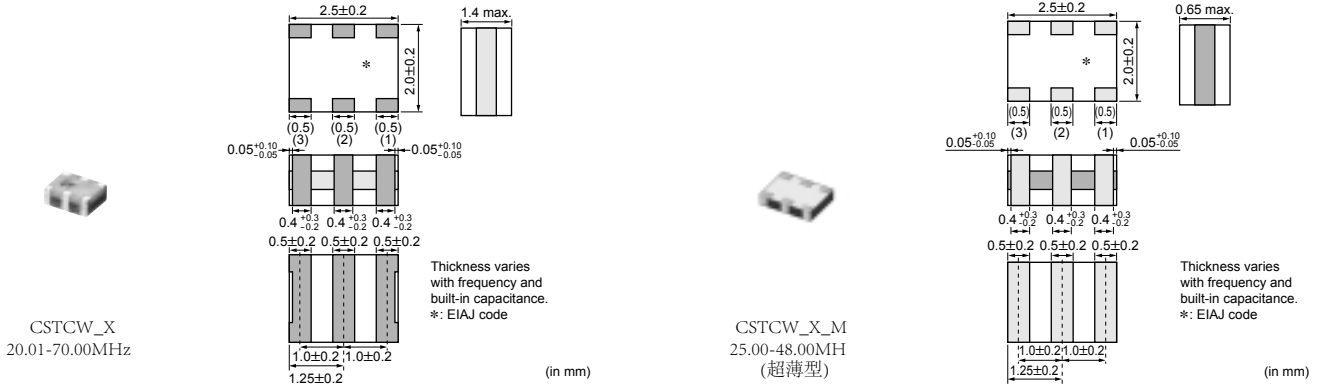 2.5±0.2
1.4 max.
*
2.0±0.2
(0.5) (0.5) (0.5)
(3) (2) (1)
0.05+0.10-0.05
0.05+0.10-0.05
0.4+0.3-0.2 0.4+0.3-0.2 0.4+0.3-0.2
0.5±0.2 0.5±0.2 0.5±0.2
Thickness varies
with frequency and
built-in capacitance.
*: EIAJ code
1.0±0.2 1.0±0.2
1.25±0.2
(in mm)
CSTCW_X
20.01-70.00MHz
2.5±0.2
0.65 max.
*
2.0±0.2
(0.5) (0.5) (0.5)
(3) (2) (1)
0.05+0.10-0.05
0.05+0.10-0.05
0.4+0.3-0.2 0.4+0.3-0.2 0.4+0.3-0.2
0.5±0.2 0.5±0.2 0.5±0.2
Thickness varies
with frequency and
built-in capacitance.
*: EIAJ code
1.0±0.2 1.0±0.2
1.25±0.2
(in mm)
CSTCW_X_M
25.00-48.00MH
(超薄型)